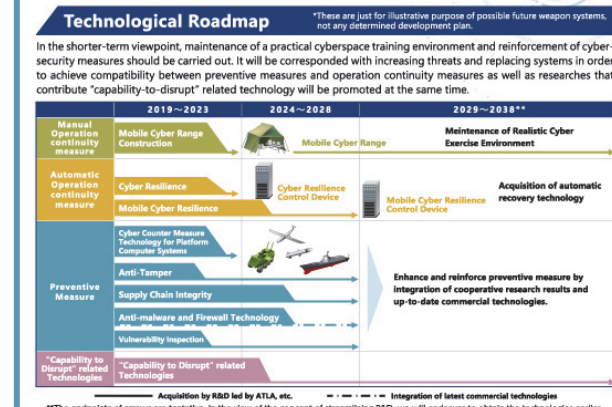 Technological Roadmap
*These are just for illustrative purpose of possible future weapon systems,
not any determined development plan.
In the shorter-term viewpoint, maintenance of a practical cyberspace training environment and reinforcement of cyber-
security measures should be carried out. It will be corresponded with increasing threats and replacing systems in order
to achieve compatibility between preventive measures and operation continuity measures as well as researches that
contribute "capability-to-disrupt" related technology will be promoted at the same time.
2019～2023
2024～2028
2029～2038**
Manual
Operation
continuity
measure
Mobile Cyber Range
Construction
Mobile Cyber Range
Meintenence of Realistic Cyber
Exercise Environment
Automatic
Operation
continuity
measure
Cyber Resilience
Mobile Cyber Resilience
Cyber Resilience
Control Device
Mobile Cyber Resilience
Control Device
Acquisition of automatic
recovery technology
Preventive
Measure
Cyber Counter Measure
Technology for Platform
Computer Systems
Anti-Tamper
Supply Chain Integrity
Anti-malware and Firewall Technology
Vulnerability Inspection
Enhance and reinforce preventive measure by
integration of cooperative research results and
up-to-date commercial technologies.
"Capability to
Disrupt" related
Technologies
"Capability to Disrupt" related
Technologies
Acquisition by R&D led by ATLA, etc.
Integration of latest commercial technologies